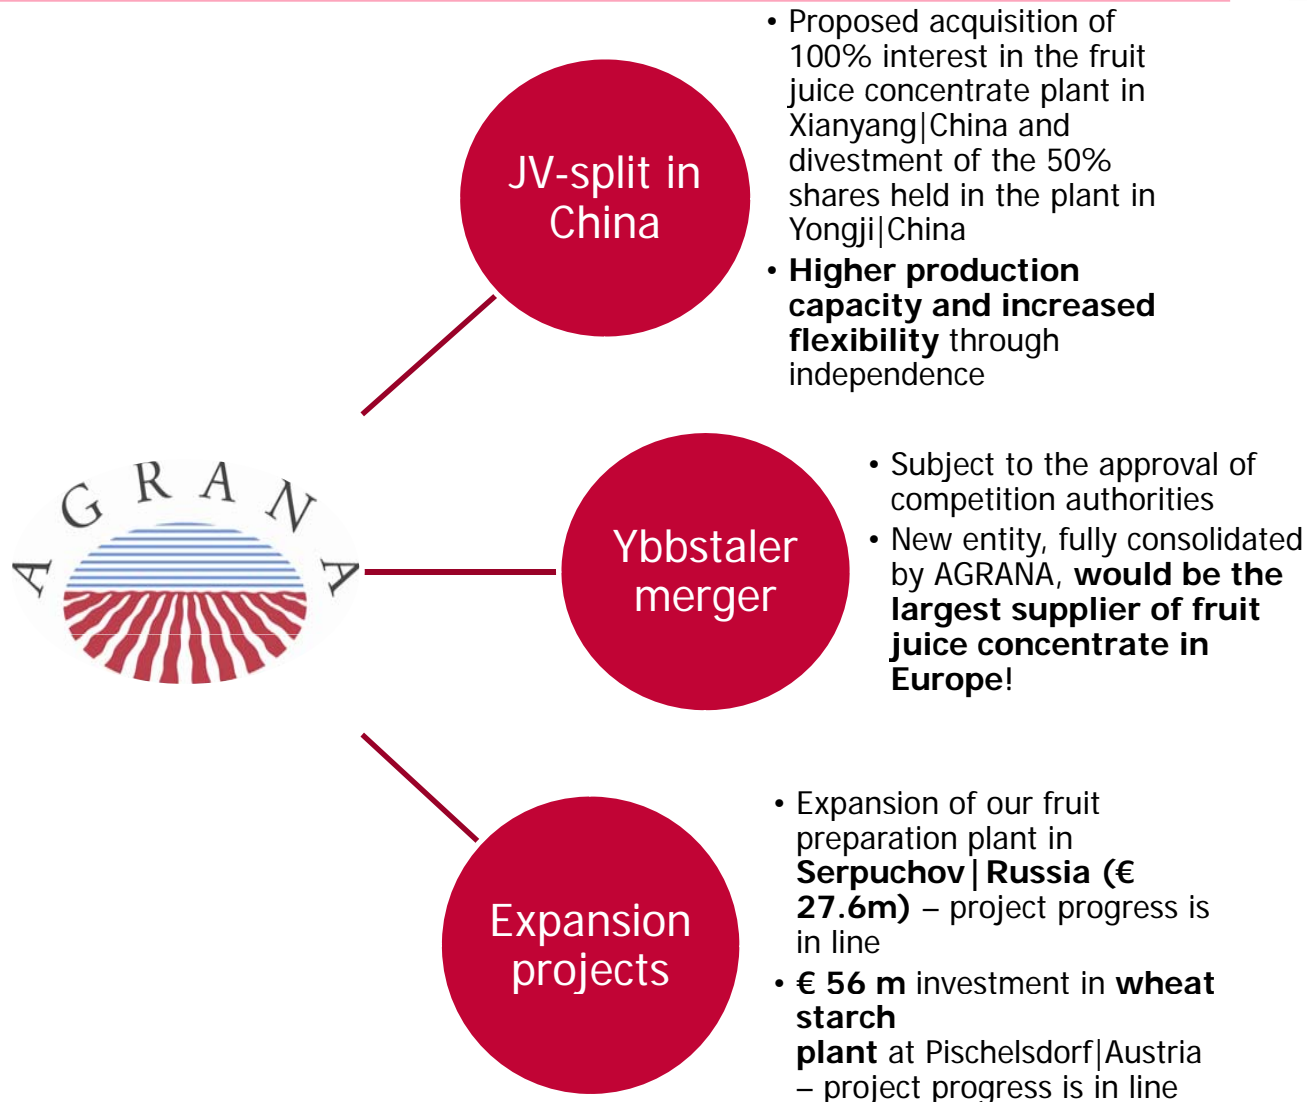 • Proposed acquisition of
100% interest in the fruit
juice concentrate plant in
Xianyang|China and
divestment of the 50%
shares held in the plant in
Yongji|China
• Higher production
capacity and increased
flexibility through
independence
JV-split in
China
AGRANA
Ybbstaler
merger
• Subject to the approval of
competition authorities
• New entity, fully consolidated
by AGRANA, would be the
largest supplier of fruit
juice concentrate in
Europe!
Expansion
projects
• Expansion of our fruit
preparation plant in
Serpuchov|Russia (€
27.6m) – project progress is
in line
• € 56 m investment in wheat
starch
plant at Pischelsdorf|Austria
– project progress is in line